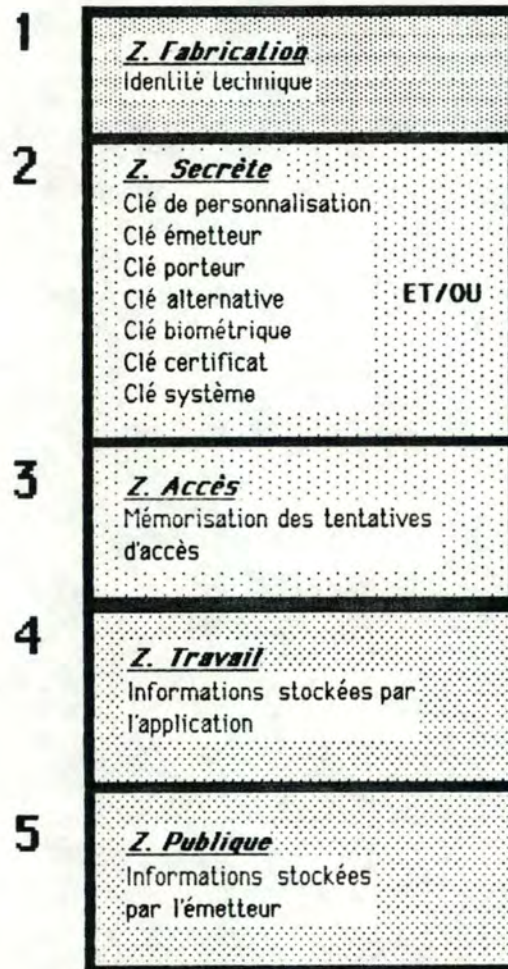 1
Z. Fabrication
Identité technique
2
Z. Secrète
Clé de personnalisation
Clé émetteur
Clé porteur
Clé alternative
ET/OU
Clé biométrique
Clé certificat
Clé système
3
Z. Accès
Mémorisation des tentatives
d'accès
4
Z. Travail
Informations stockées par
l'application
5
Z. Publique
Informations stockées
par l'émetteur